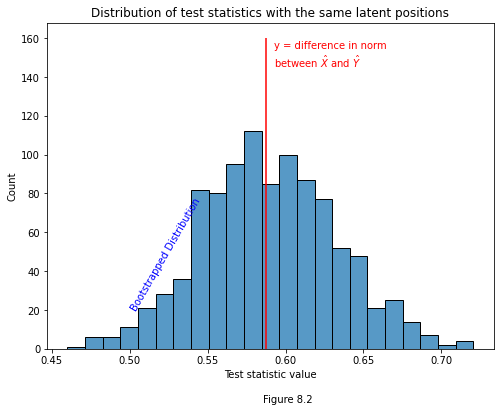 Distribution of test statistics with the same latent positions
160
140
120
100
80
60
40
20
0
Count
y = difference in norm
between X̂ and Ŷ
Bootstrapped Distribution
0.45 0.50 0.55 0.60 0.65 0.70
Test statistic value
Figure 8.2